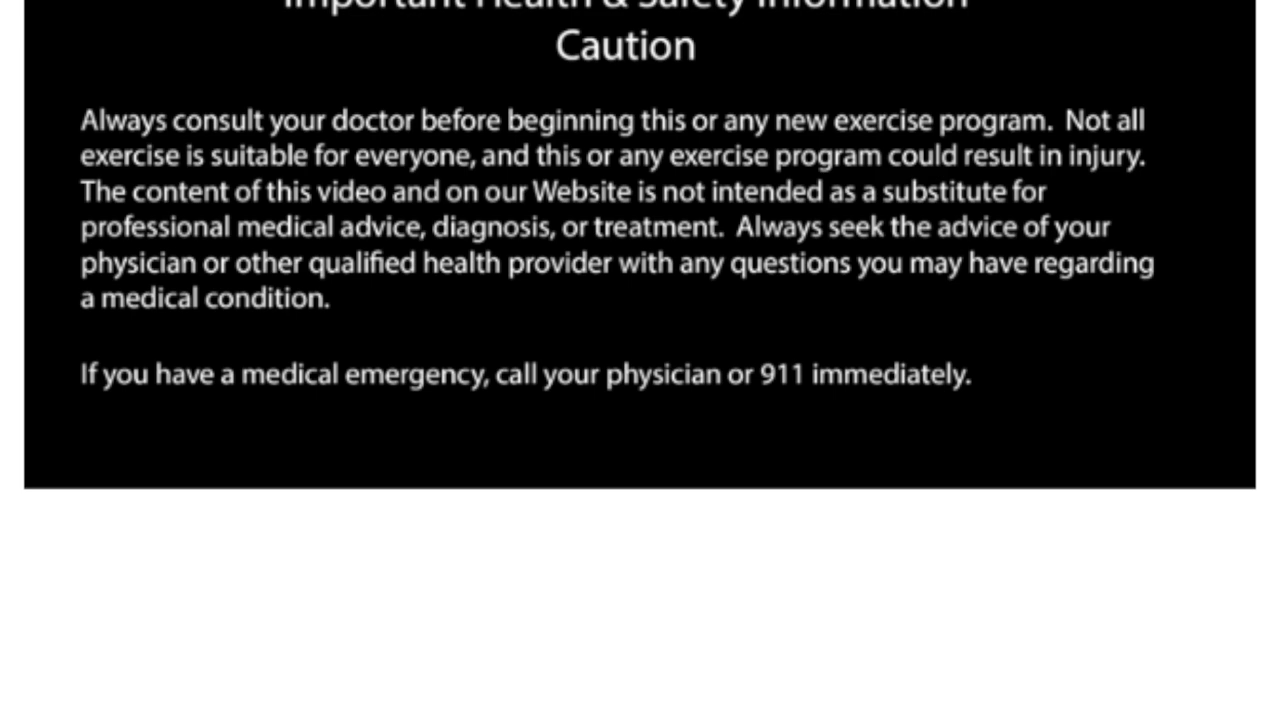 Important Health & Safety Information
Caution
Always consult your doctor before beginning this or any new exercise program.  Not all
exercise is suitable for everyone, and this or any exercise program could result in injury.
The content of this video and on our Website is not intended as a substitute for
professional medical advice, diagnosis, or treatment.  Always seek the advice of your
physician or other qualified health provider with any questions you may have regarding
a medical condition.
If you have a medical emergency, call your physician or 911 immediately.